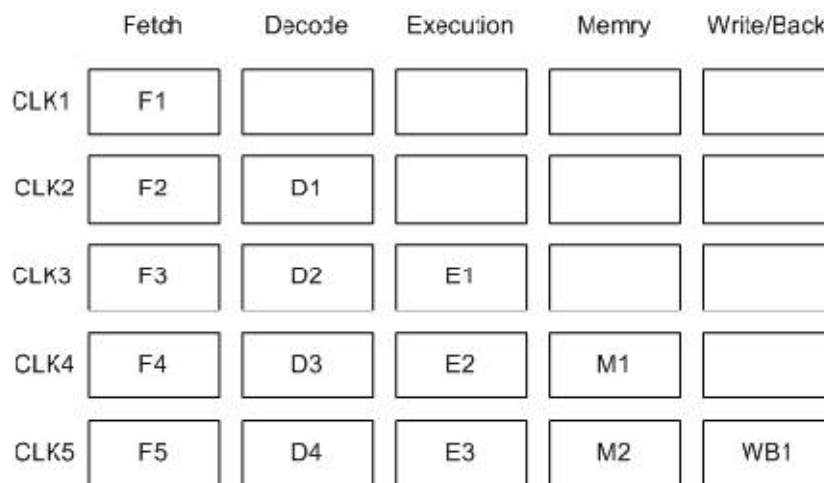 Fetch Decode Execution Memry Write/Back
CLK1 F1
CLK2 F2 D1
CLK3 F3 D2 E1
CLK4 F4 D3 E2 M1
CLK5 F5 D4 E3 M2 WB1